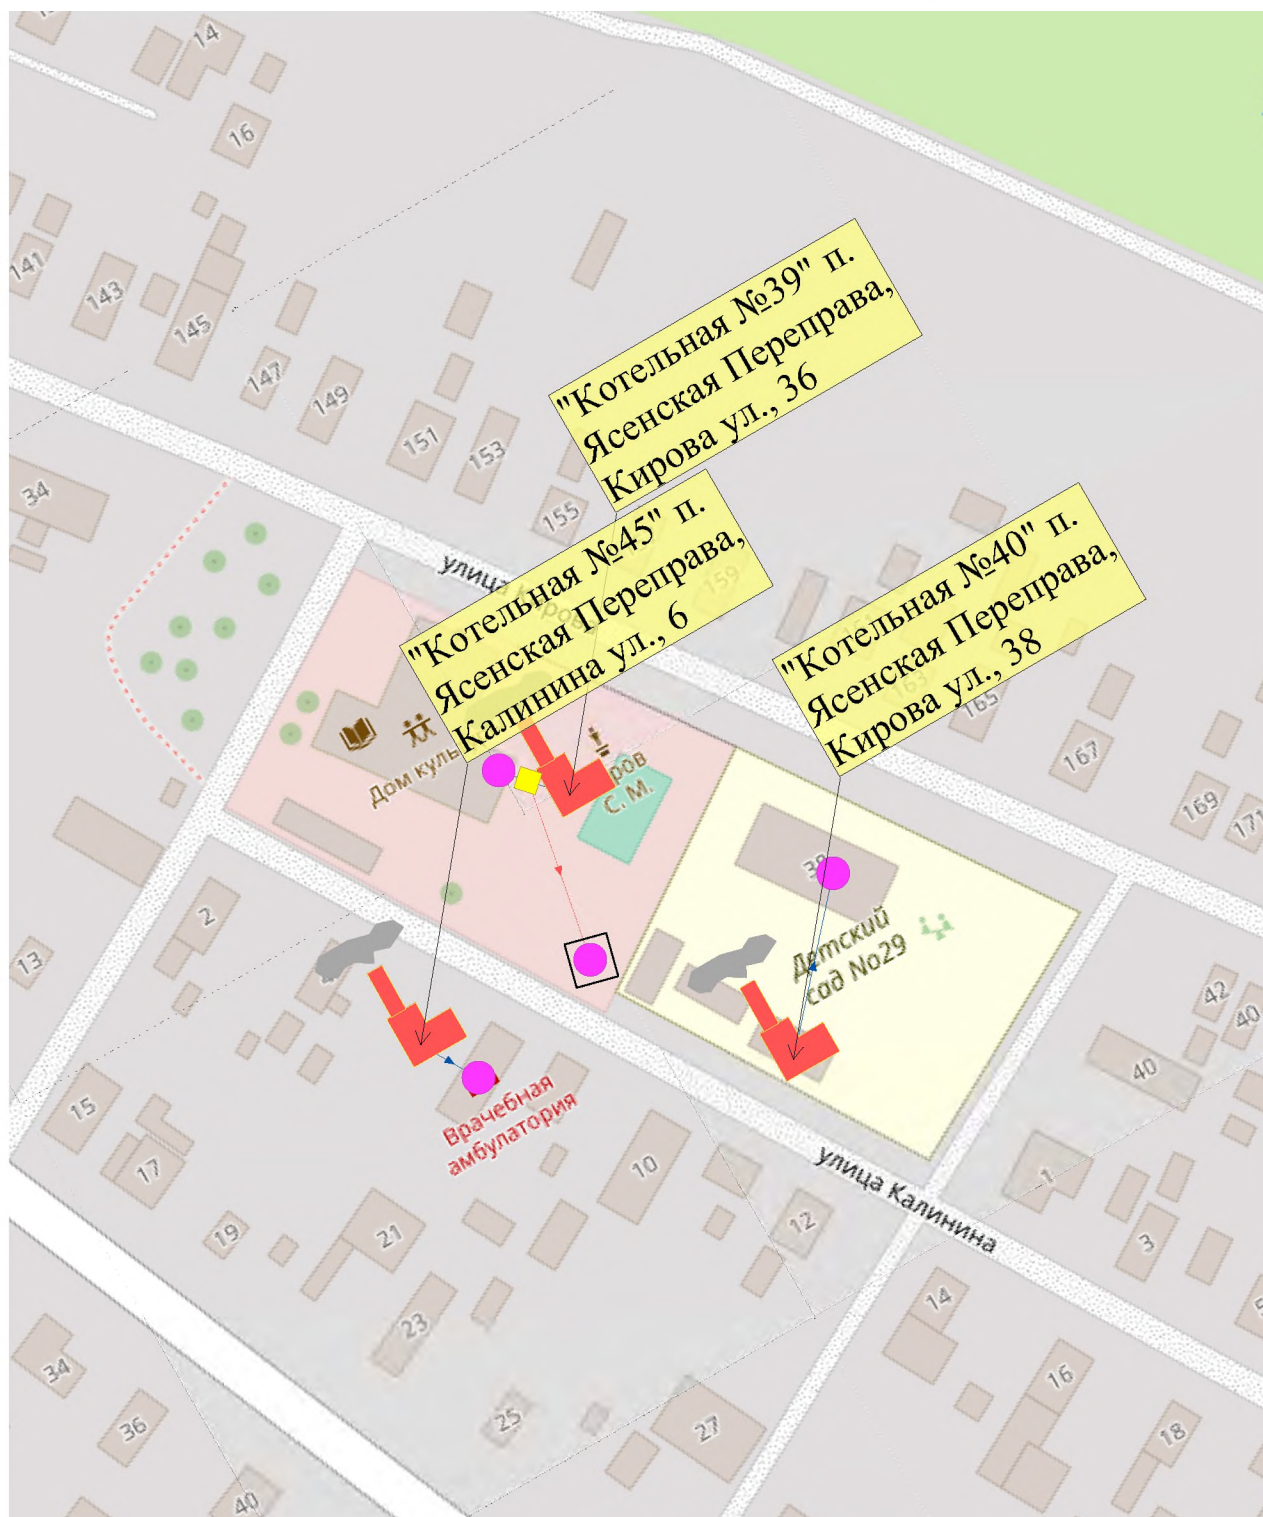 14
16
141
143
145
147
149
151
153
155
34
"Котельная №39" п.
Ясенская Переправа,
Кирова ул., 36
"Котельная №45" п.
Ясенская Переправа,
Калинина ул., 6
"Котельная №40" п.
Ясенская Переправа,
Кирова ул., 38
улица Кирова
159
163
165
167
169
171
Дом куль
С. М.
38
Детский
сад No29
2
13
15
17
19
21
23
25
27
Врачебная
амбулатория
10
12
улица Калинина
42
40
40
1
3
14
16
18
34
36
40